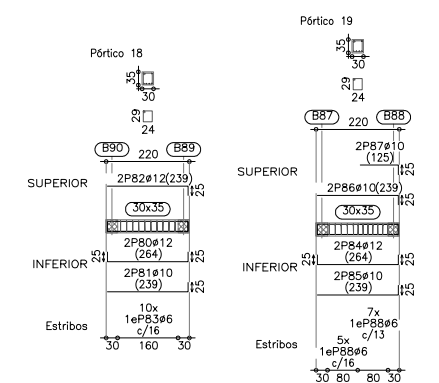 Pórtico 18
35
30
29
24
B90
B89
220
SUPERIOR
2P82ø12(239)
25
30x35
25
2P80ø12
(264)
25
INFERIOR
2P81ø10
(239)
25
Estribos
10x
1eP83ø6
c/16
30
160
30
Pórtico 19
35
30
29
24
B87
B88
220
2P87ø10
(125)
25
SUPERIOR
2P86ø10(239)
25
30x35
25
2P84ø12
(264)
25
INFERIOR
2P85ø10
(239)
25
7x
1eP88ø6
c/13
Estribos
5x
1eP88ø6
c/16
30
80
80
30